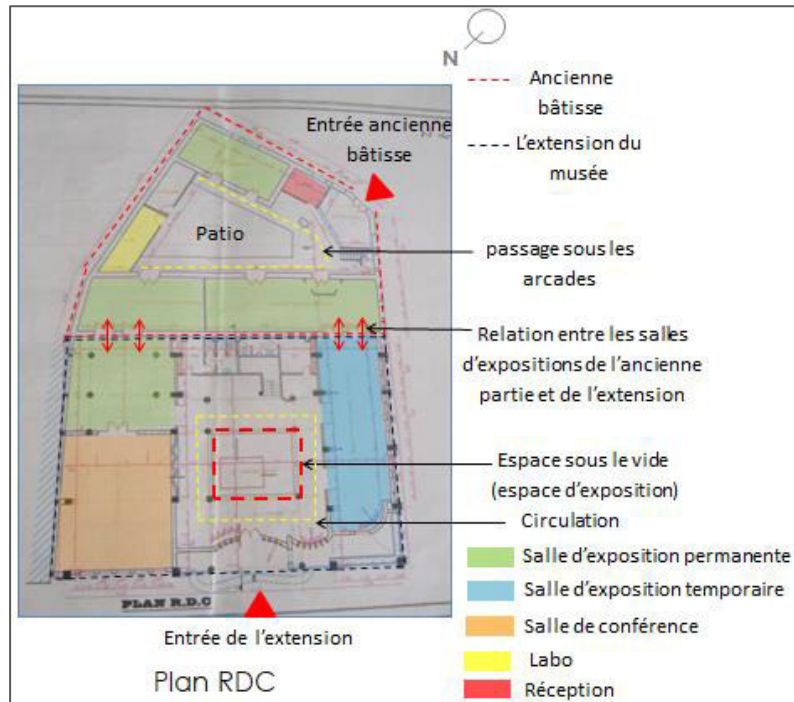 N
Ancienne
bâtisse
L'extension du
musée
Entrée ancienne
bâtisse
Patio
passage sous les
arcades
Relation entre les salles
d'expositions de l'ancienne
partie et de l'extension
Espace sous le vide
(espace d'exposition)
Circulation
Salle d'exposition permanente
Salle d'exposition temporaire
Salle de conférence
Labo
Réception
PLAN R.D.C
Entrée de l'extension
Plan RDC